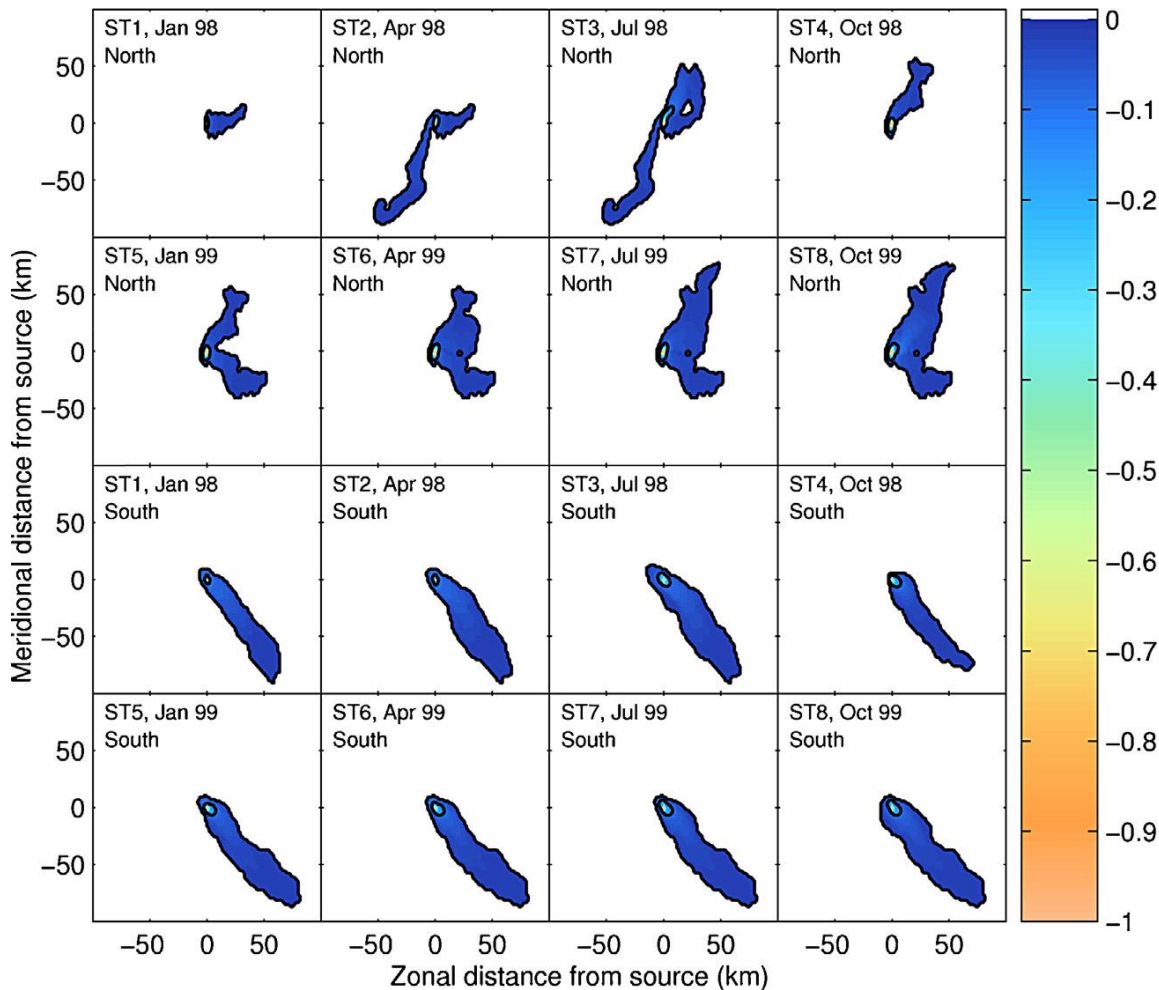 ST1, Jan 98
North
ST2, Apr 98
North
ST3, Jul 98
North
ST4, Oct 98
North
50
0
−50
ST5, Jan 99
North
ST6, Apr 99
North
ST7, Jul 99
North
ST8, Oct 99
North
50
0
−50
ST1, Jan 98
South
ST2, Apr 98
South
ST3, Jul 98
South
ST4, Oct 98
South
50
0
−50
ST5, Jan 99
South
ST6, Apr 99
South
ST7, Jul 99
South
ST8, Oct 99
South
50
0
−50
−50 0 50 −50 0 50 −50 0 50 −50 0 50
Zonal distance from source (km)
Meridional distance from source (km)
0
−0.1
−0.2
−0.3
−0.4
−0.5
−0.6
−0.7
−0.8
−0.9
−1